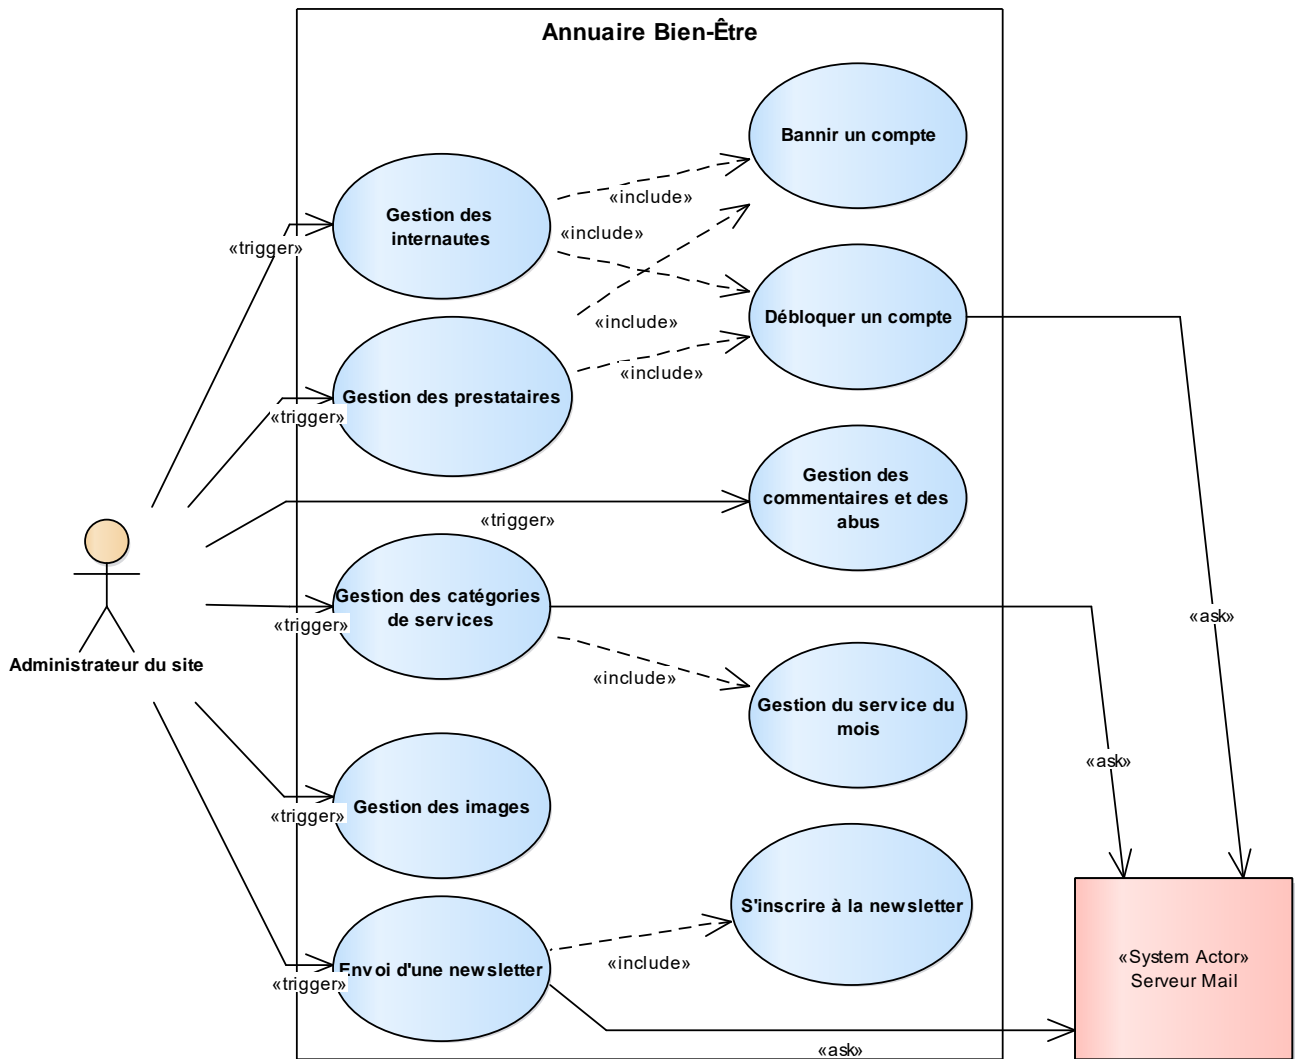 Annuaire Bien-Être
Bannir un compte
«include»
Gestion des
internautes
«include»
«trigger»
Débloquer un compte
«include»
«include»
Gestion des prestataires
«trigger»
Gestion des
commentaires et des
abus
«trigger»
Gestion des catégories
de services
«trigger»
«ask»
Administrateur du site
«include»
Gestion du service du
mois
«ask»
Gestion des images
«trigger»
S'inscrire à la newsletter
«include»
Envoi d'une newsletter
«trigger»
«System Actor»
Serveur Mail
«ask»